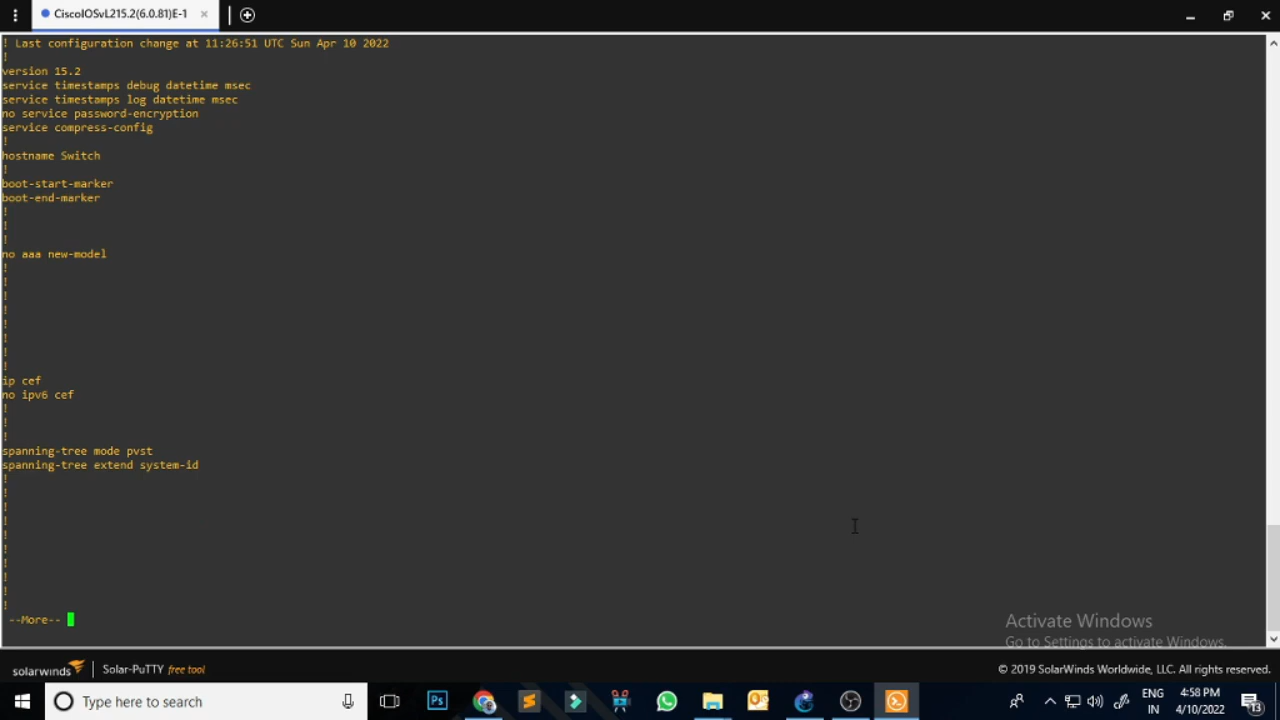 CiscoIOSvL215.2(6.0.81)E-1
! Last configuration change at 11:26:51 UTC Sun Apr 10 2022
!
version 15.2
service timestamps debug datetime msec
service timestamps log datetime msec
no service password-encryption
service compress-config
!
hostname Switch
!
boot-start-marker
boot-end-marker
!
!
!
no aaa new-model
!
!
!
!
!
!
!
!
ip cef
no ipv6 cef
!
!
!
spanning-tree mode pvst
spanning-tree extend system-id
!
!
!
!
!
!
!
!
!
!
--More--
Activate Windows
Go to Settings to activate Windows.
solarwinds Solar-PuTTY free tool
© 2019 SolarWinds Worldwide, LLC. All rights reserved.
Type here to search
Ps
ENG
IN
4:58 PM
4/10/2022
13